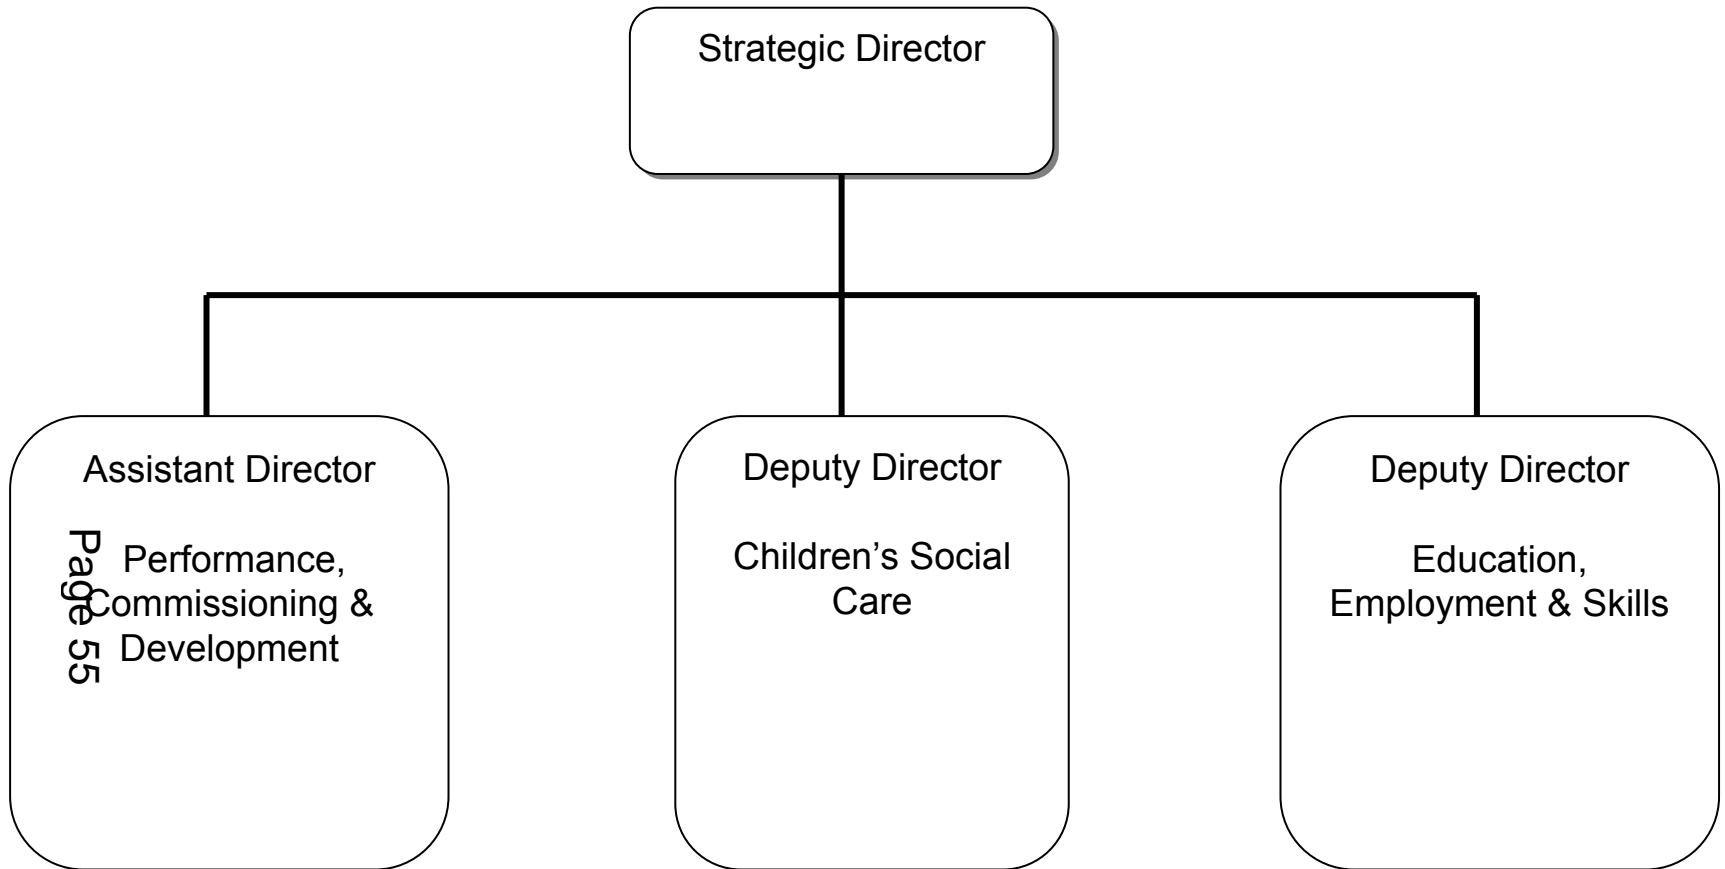 Strategic Director
Assistant Director
Performance,
Commissioning &
Development
Page 55
Deputy Director
Children’s Social
Care
Deputy Director
Education,
Employment & Skills